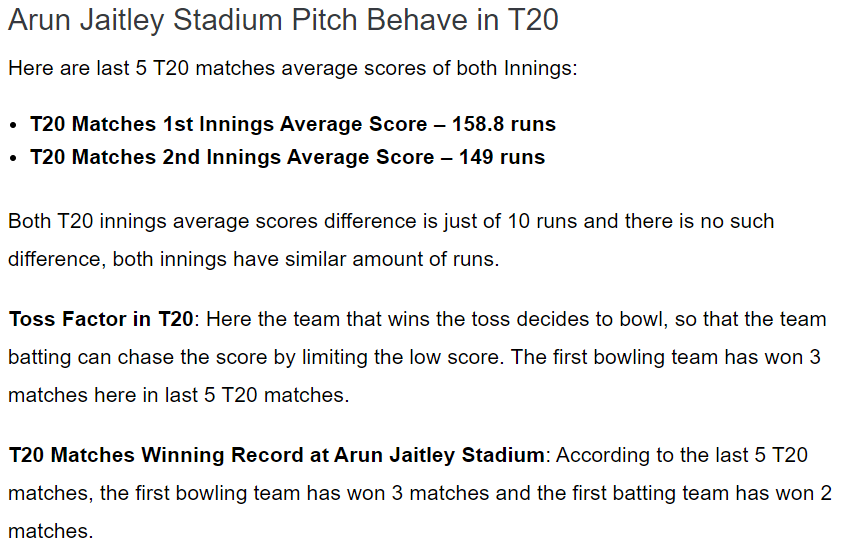 Arun Jaitley Stadium Pitch Behave in T20
Here are last 5 T20 matches average scores of both Innings:
• T20 Matches 1st Innings Average Score – 158.8 runs
• T20 Matches 2nd Innings Average Score – 149 runs
Both T20 innings average scores difference is just of 10 runs and there is no such
difference, both innings have similar amount of runs.
Toss Factor in T20: Here the team that wins the toss decides to bowl, so that the team
batting can chase the score by limiting the low score. The first bowling team has won 3
matches here in last 5 T20 matches.
T20 Matches Winning Record at Arun Jaitley Stadium: According to the last 5 T20
matches, the first bowling team has won 3 matches and the first batting team has won 2
matches.